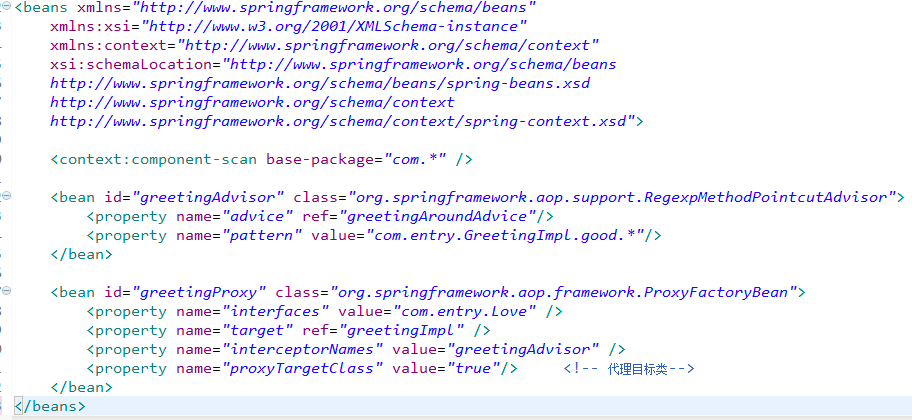 <beans xmlns="http://www.springframework.org/schema/beans"
xmlns:xsi="http://www.w3.org/2001/XMLSchema-instance"
xmlns:context="http://www.springframework.org/schema/context"
xsi:schemaLocation="http://www.springframework.org/schema/beans
http://www.springframework.org/schema/beans/spring-beans.xsd
http://www.springframework.org/schema/context
http://www.springframework.org/schema/context/spring-context.xsd">
<context:component-scan base-package="com.*" />
<bean id="greetingAdvisor" class="org.springframework.aop.support.RegexpMethodPointcutAdvisor">
<property name="advice" ref="greetingAroundAdvice"/>
<property name="pattern" value="com.entry.GreetingImpl.good.*"/>
</bean>
<bean id="greetingProxy" class="org.springframework.aop.framework.ProxyFactoryBean">
<property name="interfaces" value="com.entry.Love" />
<property name="target" ref="greetingImpl" />
<property name="interceptorNames" value="greetingAdvisor" />
<property name="proxyTargetClass" value="true"/> <!-- 代理目标类-->
</bean>
</beans>